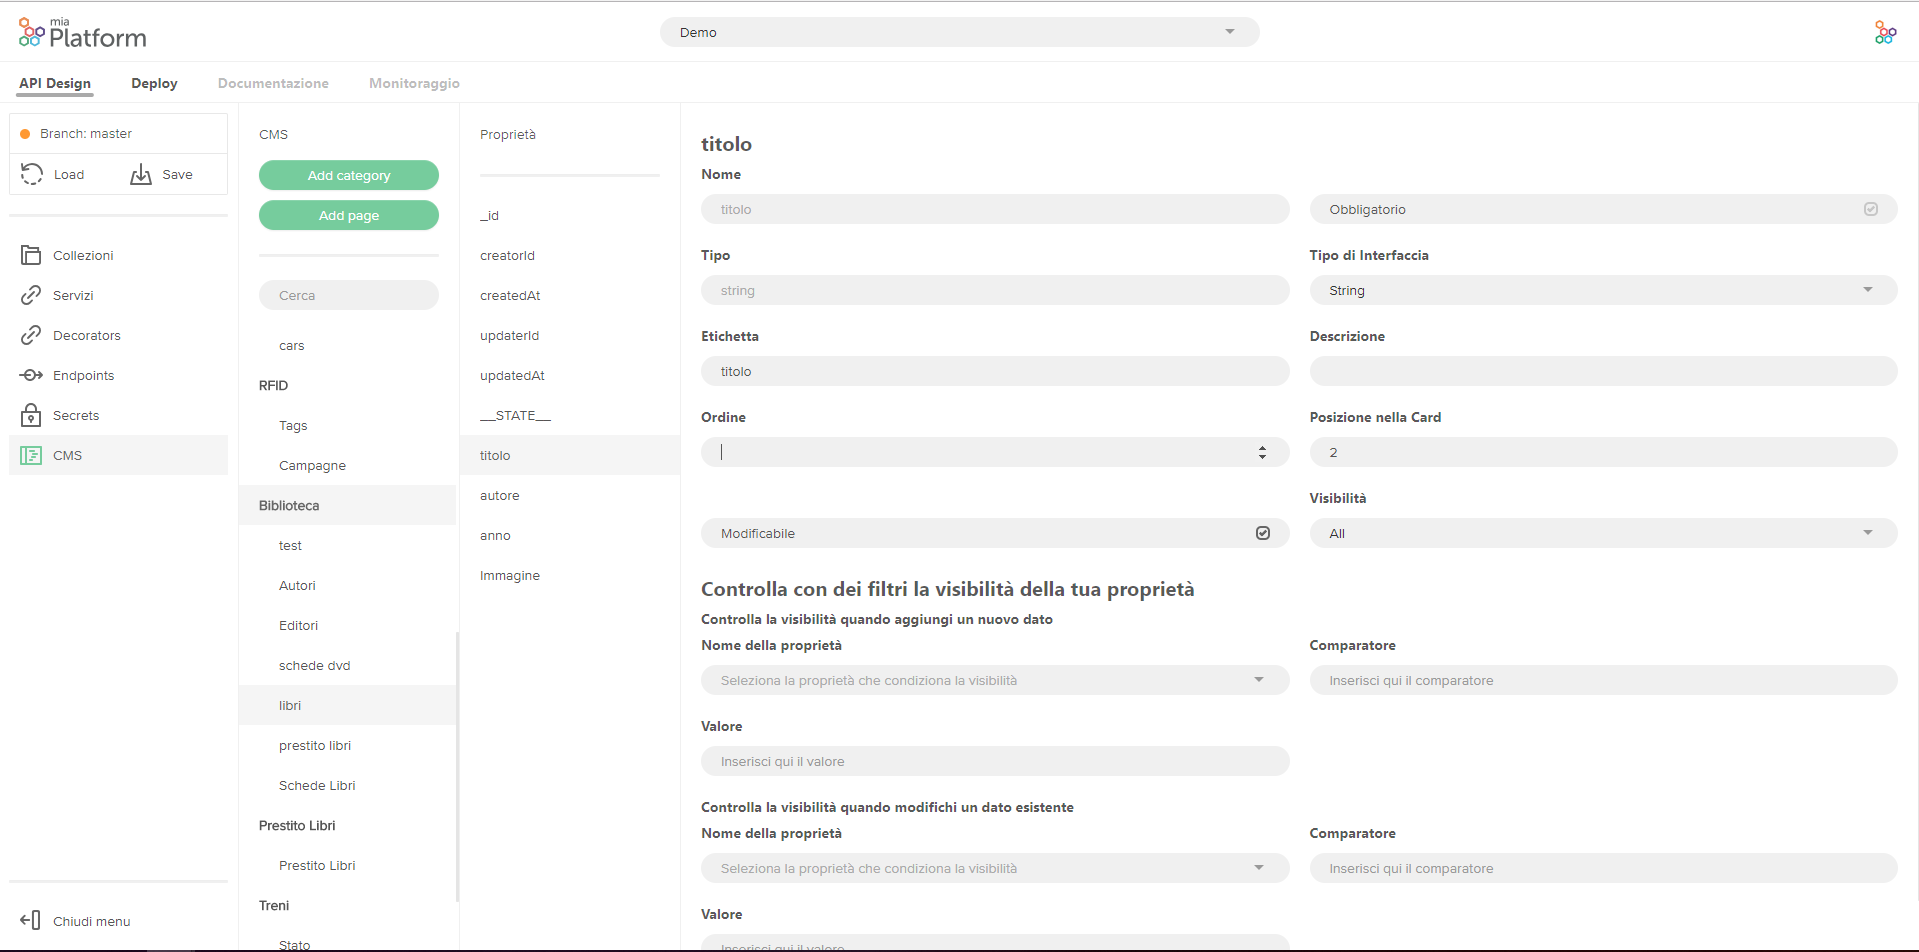 mia
Platform
Demo
API Design
Deploy
Documentazione
Monitoraggio
Branch: master
Load
Save
Collezioni
Servizi
Decorators
Endpoints
Secrets
CMS
Chiudi menu
CMS
Add category
Add page
Cerca
cars
RFID
Tags
Campagne
Biblioteca
test
Autori
Editori
schede dvd
libri
prestito libri
Schede Libri
Prestito Libri
Prestito Libri
Treni
Stato
Proprietà
_id
creatorId
createdAt
updaterId
updatedAt
__STATE__
titolo
autore
anno
Immagine
titolo
Nome
titolo
Obbligatorio
Tipo
Tipo di Interfaccia
string
String
Etichetta
Descrizione
titolo
Ordine
Posizione nella Card
2
Visibilità
Modificabile
All
Controlla con dei filtri la visibilità della tua proprietà
Controlla la visibilità quando aggiungi un nuovo dato
Nome della proprietà
Comparatore
Seleziona la proprietà che condiziona la visibilità
Inserisci qui il comparatore
Valore
Inserisci qui il valore
Controlla la visibilità quando modifichi un dato esistente
Nome della proprietà
Comparatore
Seleziona la proprietà che condiziona la visibilità
Inserisci qui il comparatore
Valore
Inserisci qui il valore